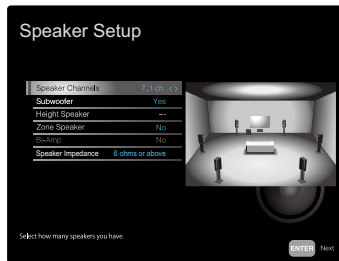 Speaker Setup
Speaker Channels 7.1 ch < >
Subwoofer Yes
Height Speaker ---
Zone Speaker No
Bi-Amp No
Speaker Impedance 6 ohms or above
Select how many speakers you have.
ENTER Next